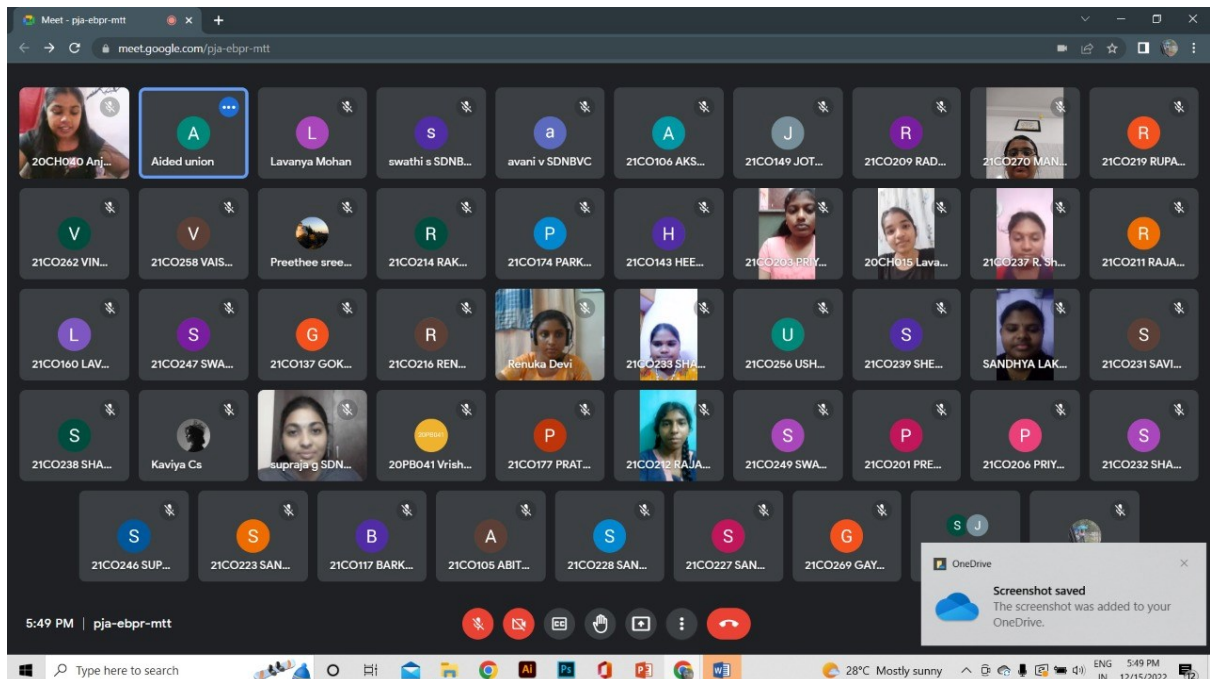 Meet - pja-ebpr-mtt
meet.google.com/pja-ebpr-mtt
20CH040 Anj...
A
Aided union
L
Lavanya Mohan
s
swathi s SDNB...
a
avani v SDNBVC
A
21CO106 AKS...
J
21CO149 JOT...
R
21CO209 RAD...
21CO270 MAN...
R
21CO219 RUPA...
V
21CO262 VIN...
V
21CO258 VAIS...
Preethee sree...
R
21CO214 RAK...
P
21CO174 PARK...
H
21CO143 HEE...
21CO203 PRIY...
20CH015 Lava...
21CO237 R. Sh...
R
21CO211 RAJA...
L
21CO160 LAV...
S
21CO247 SWA...
G
21CO137 GOK...
R
21CO216 REN...
Renuka Devi
21CO233 SHA...
U
21CO256 USH...
S
21CO239 SHE...
SANDHYA LAK...
S
21CO231 SAVI...
S
21CO238 SHA...
Kaviya Cs
supraja g SDN...
20PB041
20PB041 Vrish...
P
21CO177 PRAT...
21CO212 RAJA...
S
21CO249 SWA...
P
21CO201 PRE...
P
21CO206 PRIY...
S
21CO232 SHA...
S
21CO246 SUP...
S
21CO223 SAN...
B
21CO117 BARK...
A
21CO105 ABIT...
S
21CO228 SAN...
S
21CO227 SAN...
G
21CO269 GAY...
S J
OneDrive
Screenshot saved
The screenshot was added to your
OneDrive.
5:49 PM | pja-ebpr-mtt
Type here to search
Ai
Ps
28°C Mostly sunny
ENG
IN
5:49 PM
12/15/2022
12